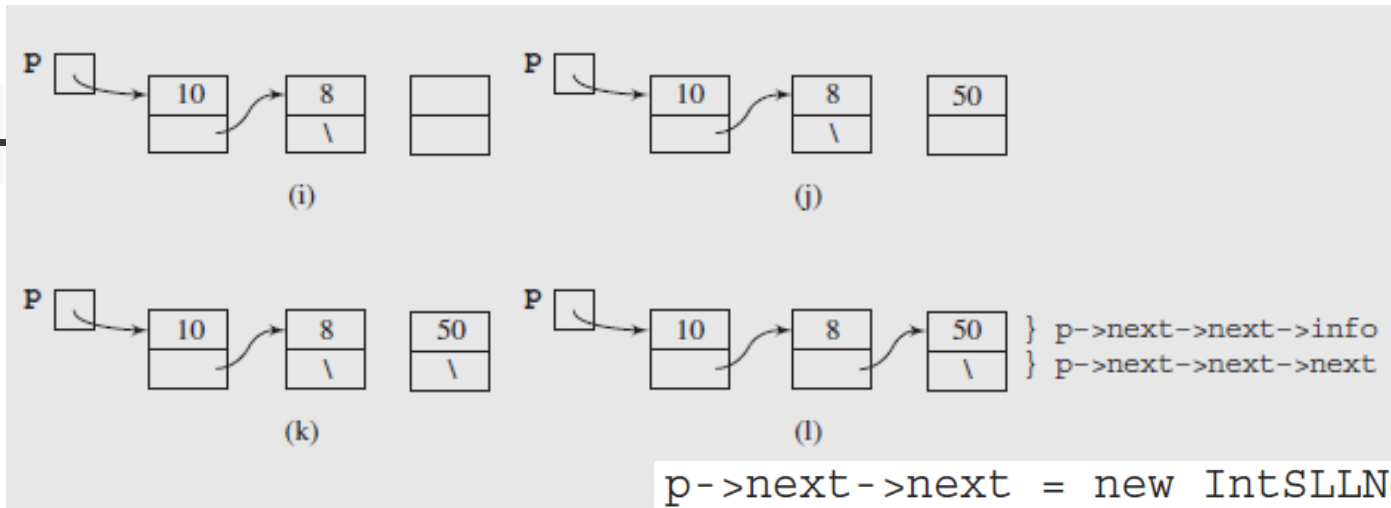 p p
10 8 10 8 50
\ \
(i) (j)
p p
10 8 50 10 8 50 } p->next->next->info
\ \ \ } p->next->next->next
(k) (l)
p->next->next = new